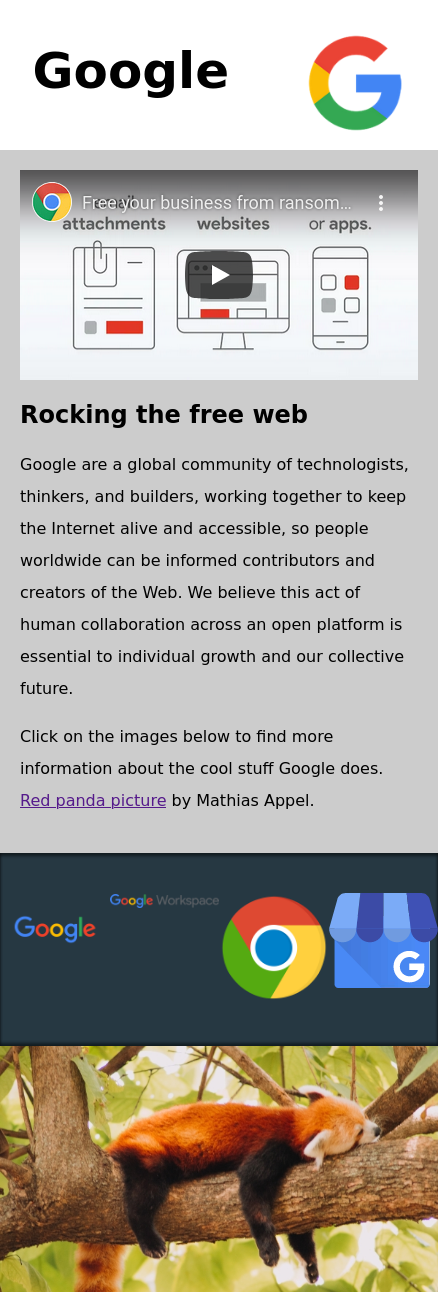 Google
Free your business from ransom...
email
attachments websites or apps.
Rocking the free web
Google are a global community of technologists,
thinkers, and builders, working together to keep
the Internet alive and accessible, so people
worldwide can be informed contributors and
creators of the Web. We believe this act of
human collaboration across an open platform is
essential to individual growth and our collective
future.
Click on the images below to find more
information about the cool stuff Google does.
Red panda picture by Mathias Appel.
Google
Google Workspace
G